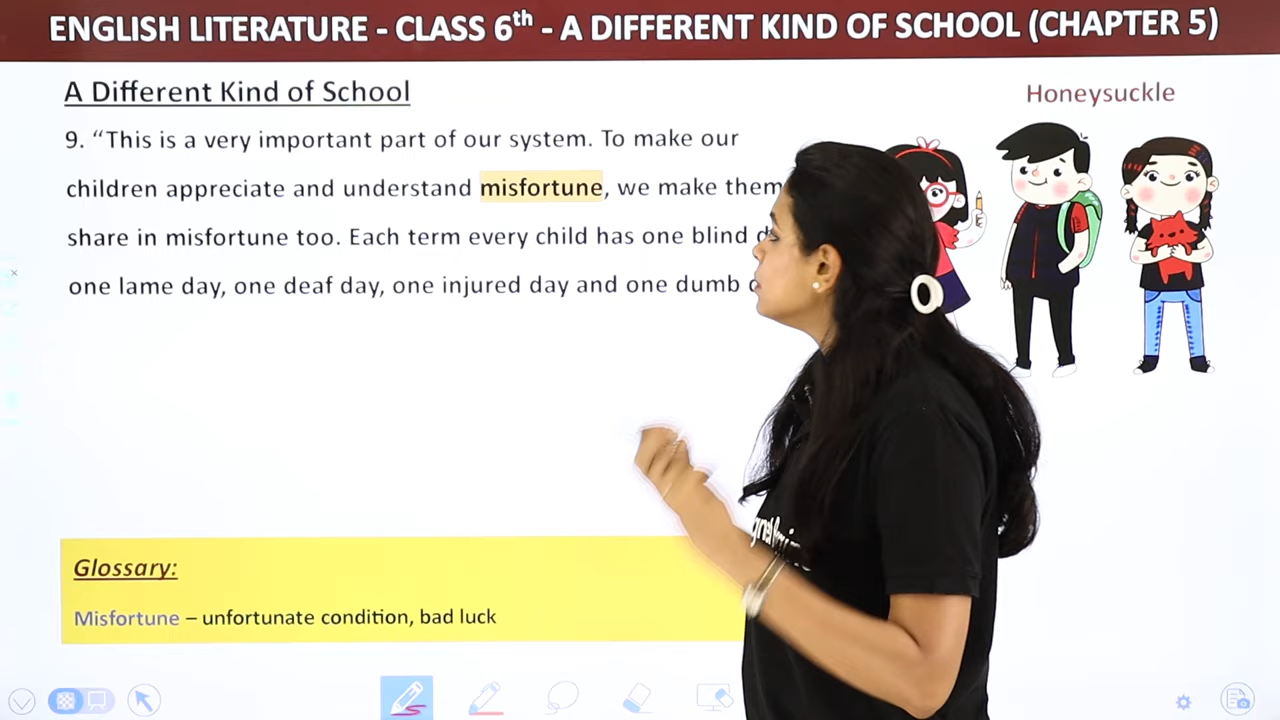 ENGLISH LITERATURE - CLASS 6th - A DIFFERENT KIND OF SCHOOL (CHAPTER 5)
A Different Kind of School
Honeysuckle
9. “This is a very important part of our system. To make our
children appreciate and understand misfortune, we make them
share in misfortune too. Each term every child has one blind
one lame day, one deaf day, one injured day and one dumb
Glossary:
Misfortune – unfortunate condition, bad luck